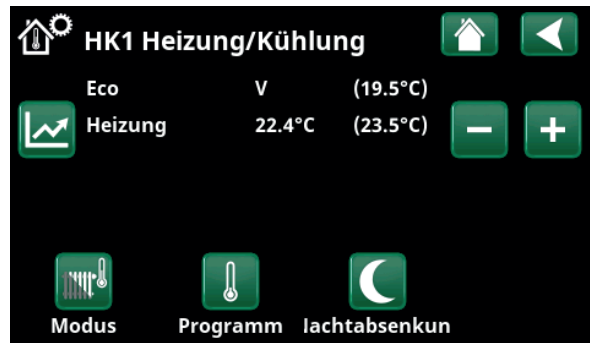 HK1 Heizung/Kühlung
Eco V (19.5°C)
Heizung 22.4°C (23.5°C)
Modus Programm lachtabsenkun